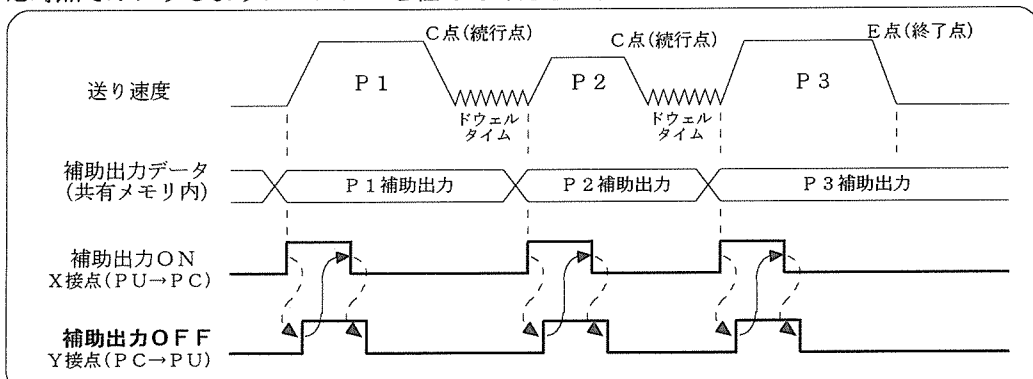 C点(続行点)
C点(続行点)
E点(終了点)
送り速度
P1
P2
P3
ドウェル
タイム
ドウェル
タイム
補助出力データ
(共有メモリ内)
P1補助出力
P2補助出力
P3補助出力
補助出力ON
X接点(PU→PC)
補助出力OFF
Y接点(PC→PU)